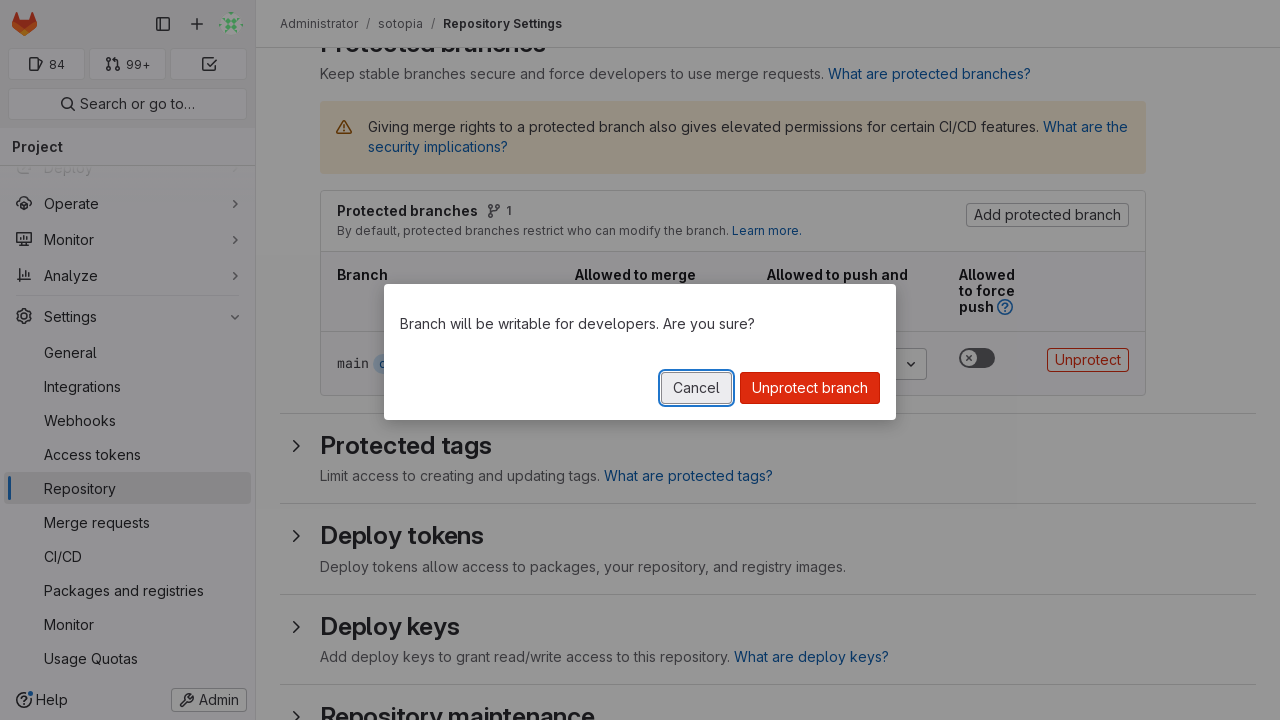 Administrator / sotopia / Repository Settings
84
99+
Search or go to…
Project
Deploy
Operate
Monitor
Analyze
Settings
General
Integrations
Webhooks
Access tokens
Repository
Merge requests
CI/CD
Packages and registries
Monitor
Usage Quotas
Help
Admin
Protected branches
Keep stable branches secure and force developers to use merge requests. What are protected branches?
Giving merge rights to a protected branch also gives elevated permissions for certain CI/CD features. What are the
security implications?
Protected branches 1
Add protected branch
By default, protected branches restrict who can modify the branch. Learn more.
Branch
Allowed to merge
Allowed to push and
Allowed
to force
push
main
Unprotect
Branch will be writable for developers. Are you sure?
Cancel
Unprotect branch
Protected tags
Limit access to creating and updating tags. What are protected tags?
Deploy tokens
Deploy tokens allow access to packages, your repository, and registry images.
Deploy keys
Add deploy keys to grant read/write access to this repository. What are deploy keys?
Repository maintenance